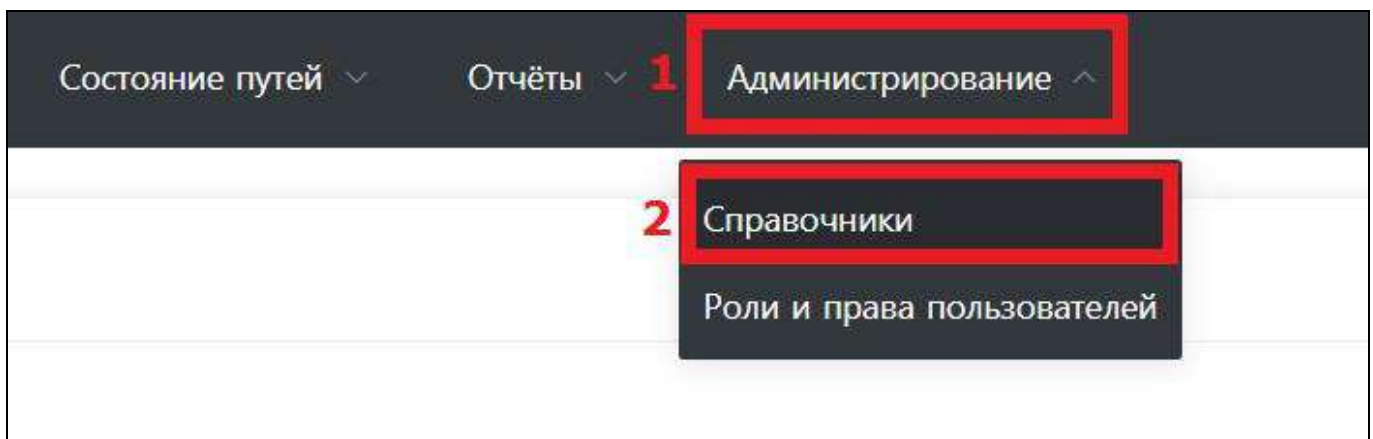 Состояние путей Отчёты 1 Администрирование
2 Справочники
Роли и права пользователей